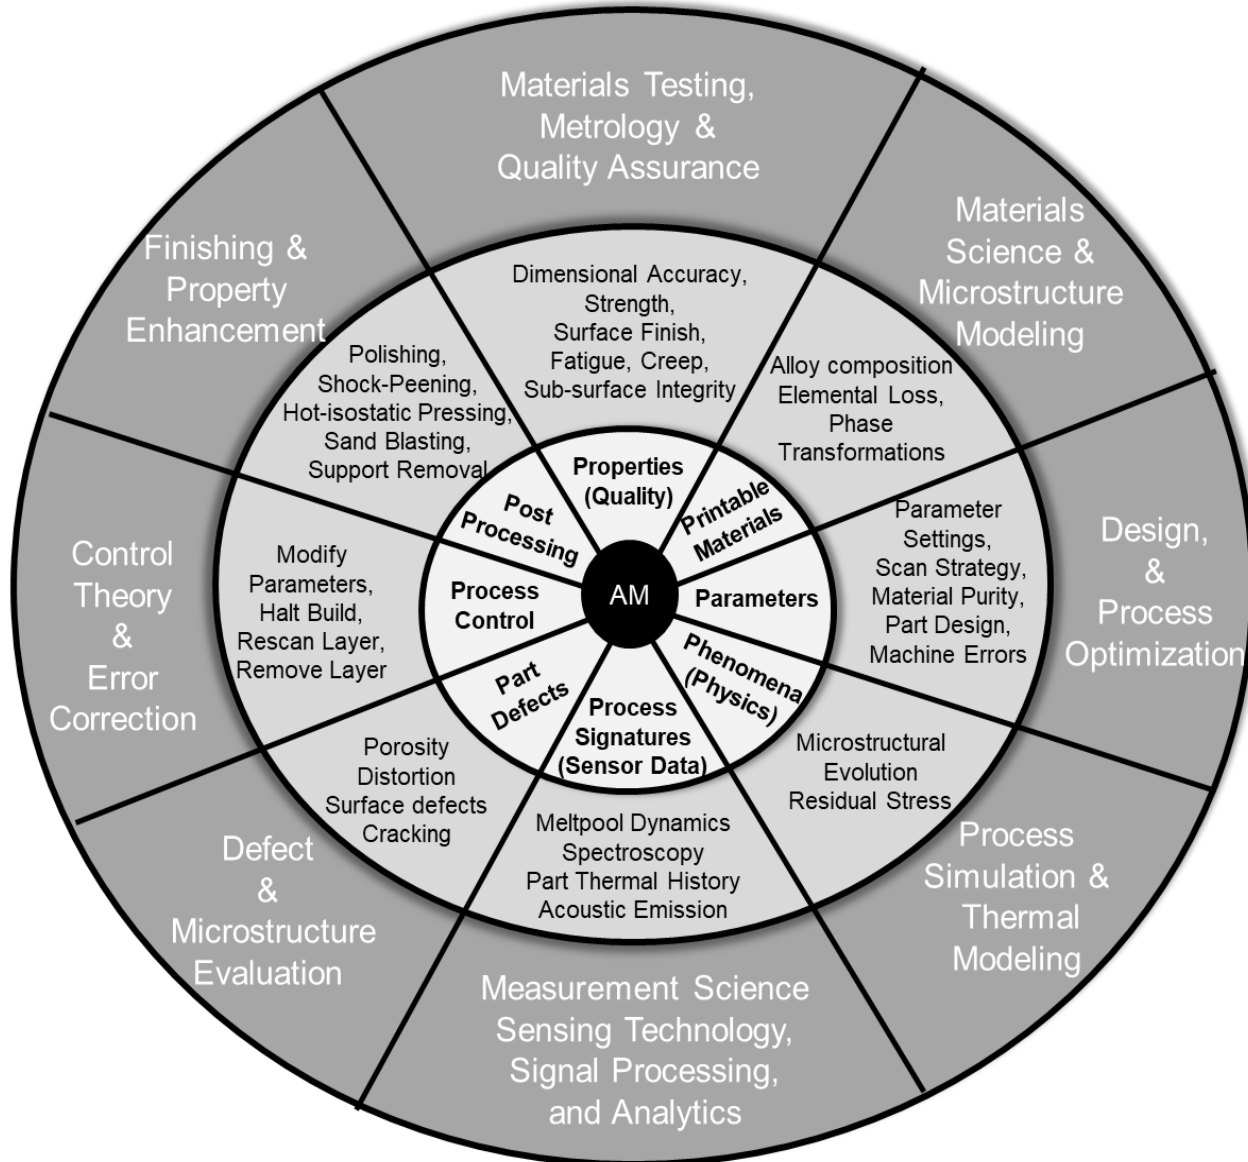 Materials Testing,
Metrology &
Quality Assurance
Materials
Science &
Microstructure
Modeling
Design,
&
Process
Optimization
Process
Simulation &
Thermal
Modeling
Measurement Science
Sensing Technology,
Signal Processing,
and Analytics
Defect
&
Microstructure
Evaluation
Control
Theory
&
Error
Correction
Finishing &
Property
Enhancement
Dimensional Accuracy,
Strength,
Surface Finish,
Fatigue, Creep,
Sub-surface Integrity
Alloy composition
Elemental Loss,
Phase
Transformations
Parameter
Settings,
Scan Strategy,
Material Purity,
Part Design,
Machine Errors
Microstructural
Evolution
Residual Stress
Meltpool Dynamics
Spectroscopy
Part Thermal History
Acoustic Emission
Porosity
Distortion
Surface defects
Cracking
Modify
Parameters,
Halt Build,
Rescan Layer,
Remove Layer
Polishing,
Shock-Peening,
Hot-isostatic Pressing,
Sand Blasting,
Support Removal
Properties
(Quality)
Printable
Materials
Parameters
Phenomena
(Physics)
Process
Signatures
(Sensor Data)
Part
Defects
Process
Control
Post
Processing
AM